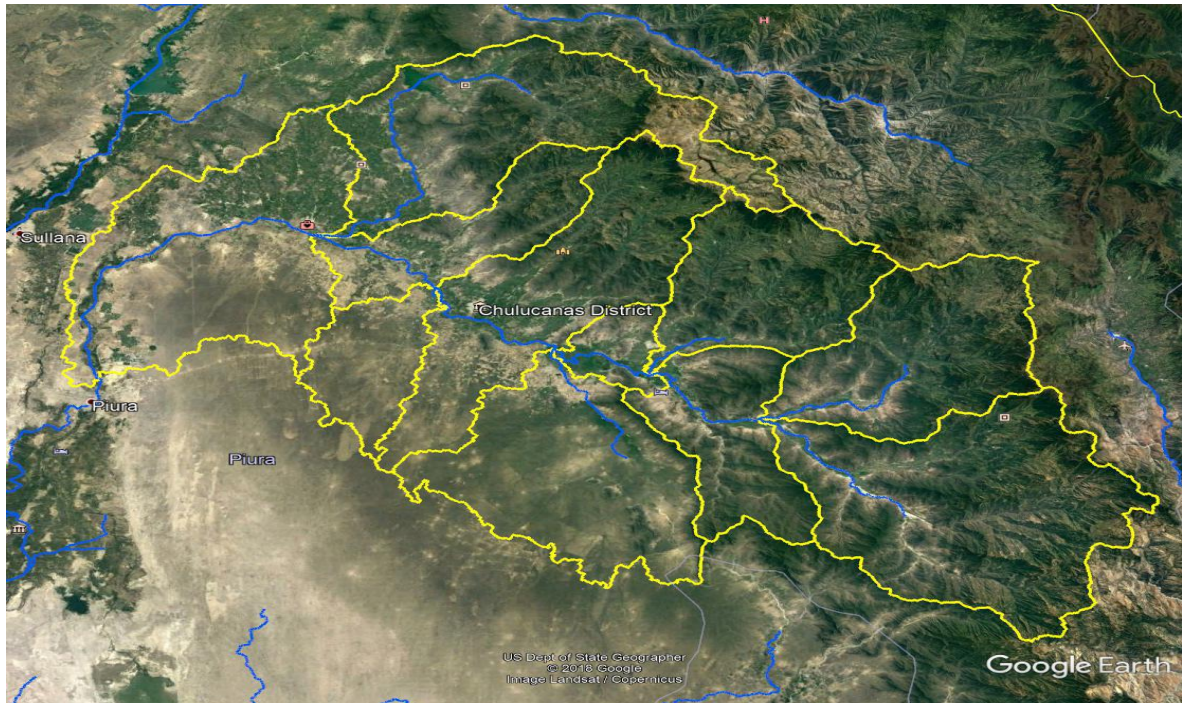 Sullana
Chulucanas District
Piura
Piura
US Dept of State Geographer
© 2018 Google
Image Landsat / Copernicus
Google Earth